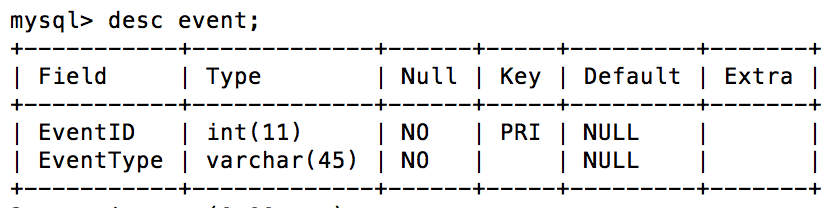 mysql> desc event;
+-----------+-------------+------+-----+---------+-------+
| Field     | Type        | Null | Key | Default | Extra |
+-----------+-------------+------+-----+---------+-------+
| EventID   | int(11)     | NO   | PRI | NULL    |       |
| EventType | varchar(45) | NO   |     | NULL    |       |
+-----------+-------------+------+-----+---------+-------+